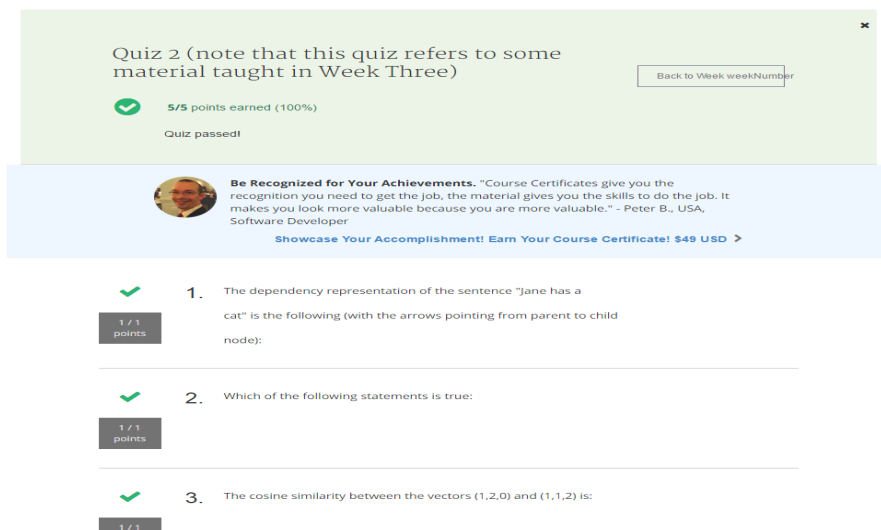 Quiz 2 (note that this quiz refers to some
material taught in Week Three)
Back to Week weekNumber
5/5 points earned (100%)
Quiz passed!
Be Recognized for Your Achievements. "Course Certificates give you the
recognition you need to get the job, the material gives you the skills to do the job. It
makes you look more valuable because you are more valuable." - Peter B., USA,
Software Developer
Showcase Your Accomplishment! Earn Your Course Certificate! $49 USD >
1. The dependency representation of the sentence "Jane has a
cat" is the following (with the arrows pointing from parent to child
node):
1 / 1
points
2. Which of the following statements is true:
1 / 1
points
3. The cosine similarity between the vectors (1,2,0) and (1,1,2) is:
1 / 1